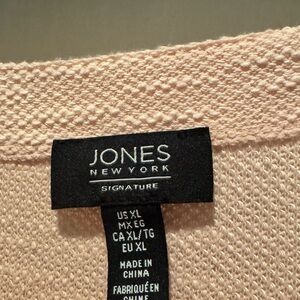 JONES
NEW YORK
SIGNATURE
US XL
MX EG
CA XL/TG
EU XL
MADE IN
CHINA
FABRIQUÉ EN
CHINE